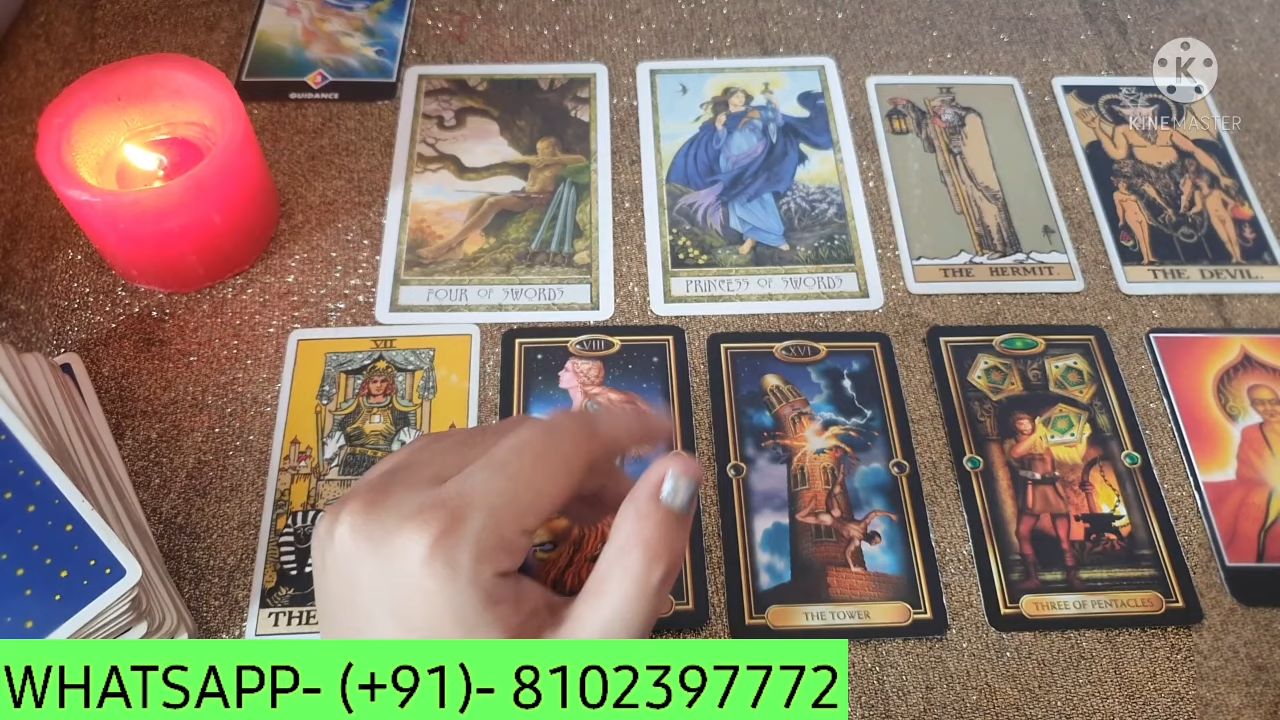 GUIDANCE
K
KINEMASTER
FOUR OF SWORDS
PRINCESS OF SWORDS
IX
THE HERMIT.
XV
THE DEVIL.
VII
THE
VIII
XVI
THE TOWER
THREE OF PENTACLES
WHATSAPP- (+91)- 8102397772